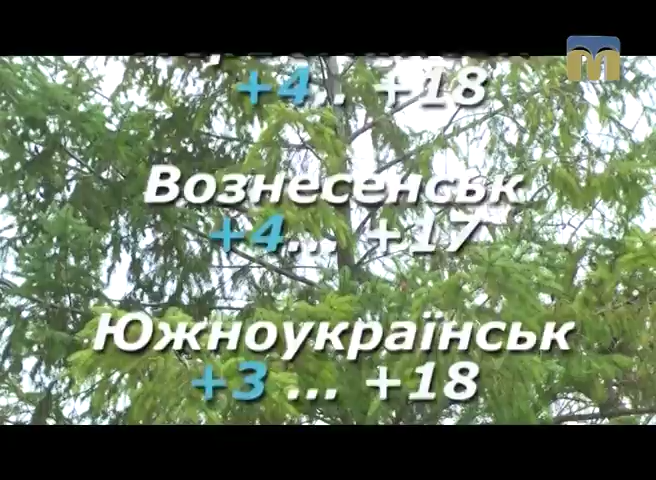 +4.. +18
Вознесенськ
+4... +17
Южноукраїнськ
+3 ... +18